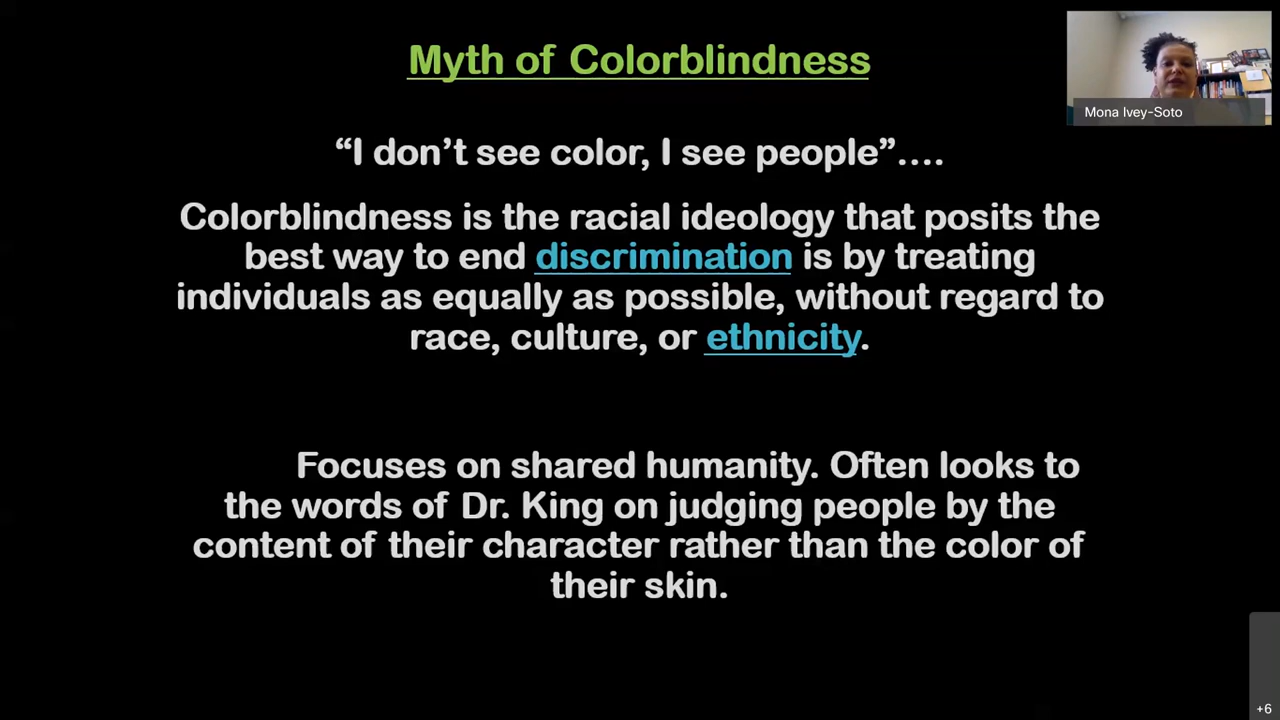 Myth of Colorblindness
Mona Ivey-Soto
“I don’t see color, I see people”....
Colorblindness is the racial ideology that posits the
best way to end discrimination is by treating
individuals as equally as possible, without regard to
race, culture, or ethnicity.
Focuses on shared humanity. Often looks to
the words of Dr. King on judging people by the
content of their character rather than the color of
their skin.
+6